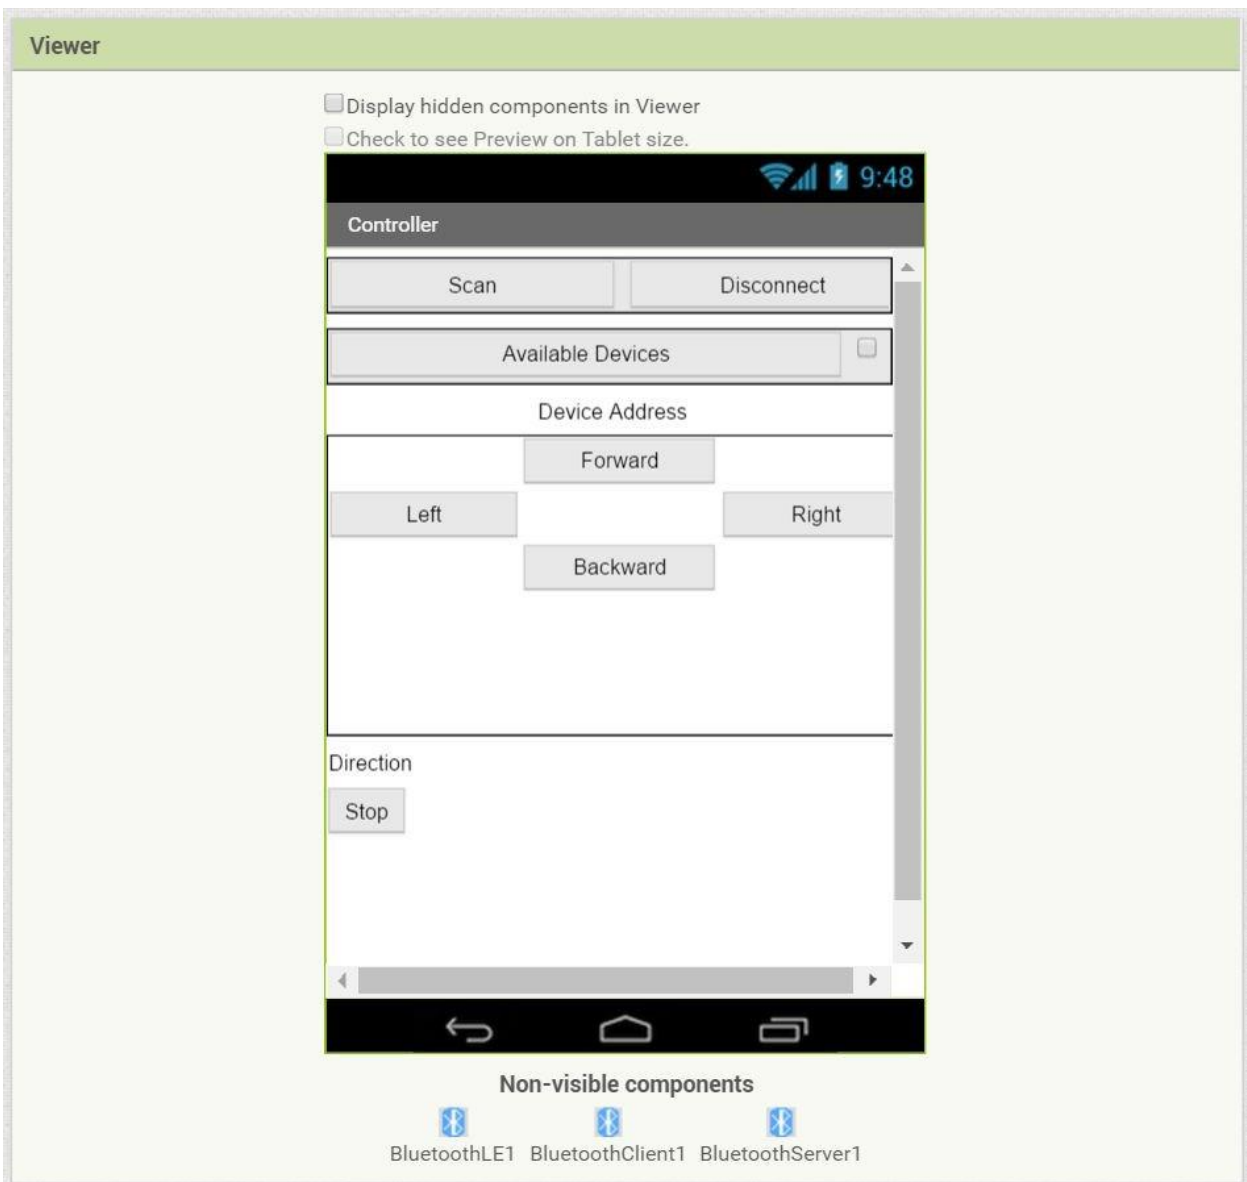 Viewer
Display hidden components in Viewer
Check to see Preview on Tablet size.
9:48
Controller
Scan Disconnect
Available Devices
Device Address
Forward
Left Right
Backward
Direction
Stop
Non-visible components
BluetoothLE1 BluetoothClient1 BluetoothServer1